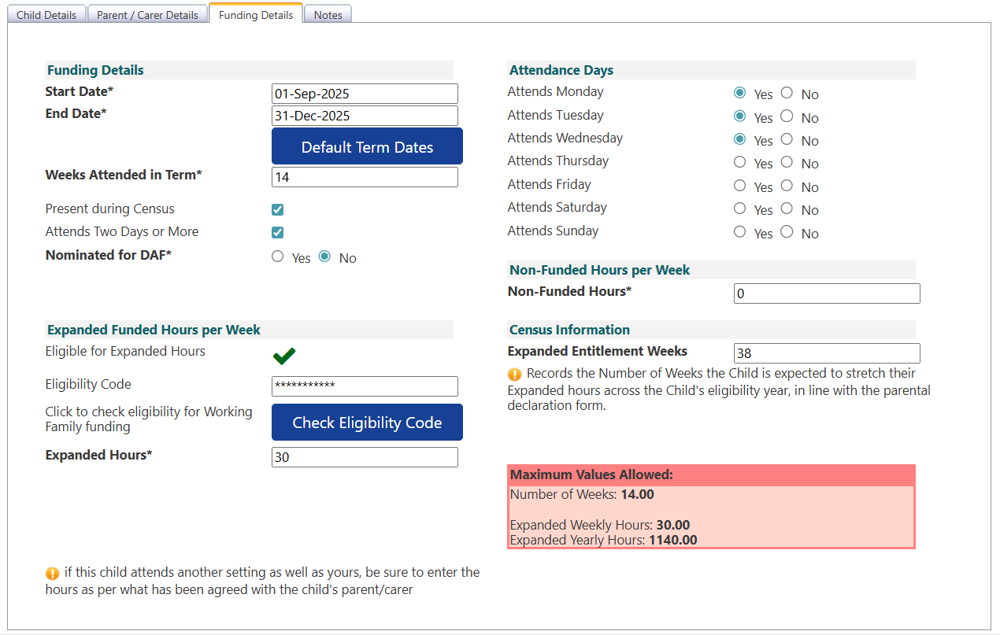 Child Details
Parent / Carer Details
Funding Details
Notes
Funding Details
Start Date*
01-Sep-2025
End Date*
31-Dec-2025
Default Term Dates
Weeks Attended in Term*
14
Present during Census
Attends Two Days or More
Nominated for DAF*
Yes No
Expanded Funded Hours per Week
Eligible for Expanded Hours
Eligibility Code
***********
Click to check eligibility for Working
Family funding
Check Eligibility Code
Expanded Hours*
30
if this child attends another setting as well as yours, be sure to enter the
hours as per what has been agreed with the child's parent/carer
Attendance Days
Attends Monday
Yes No
Attends Tuesday
Yes No
Attends Wednesday
Yes No
Attends Thursday
Yes No
Attends Friday
Yes No
Attends Saturday
Yes No
Attends Sunday
Yes No
Non-Funded Hours per Week
Non-Funded Hours*
0
Census Information
Expanded Entitlement Weeks
38
Records the Number of Weeks the Child is expected to stretch their
Expanded hours across the Child's eligibility year, in line with the parental
declaration form.
Maximum Values Allowed:
Number of Weeks: 14.00
Expanded Weekly Hours: 30.00
Expanded Yearly Hours: 1140.00